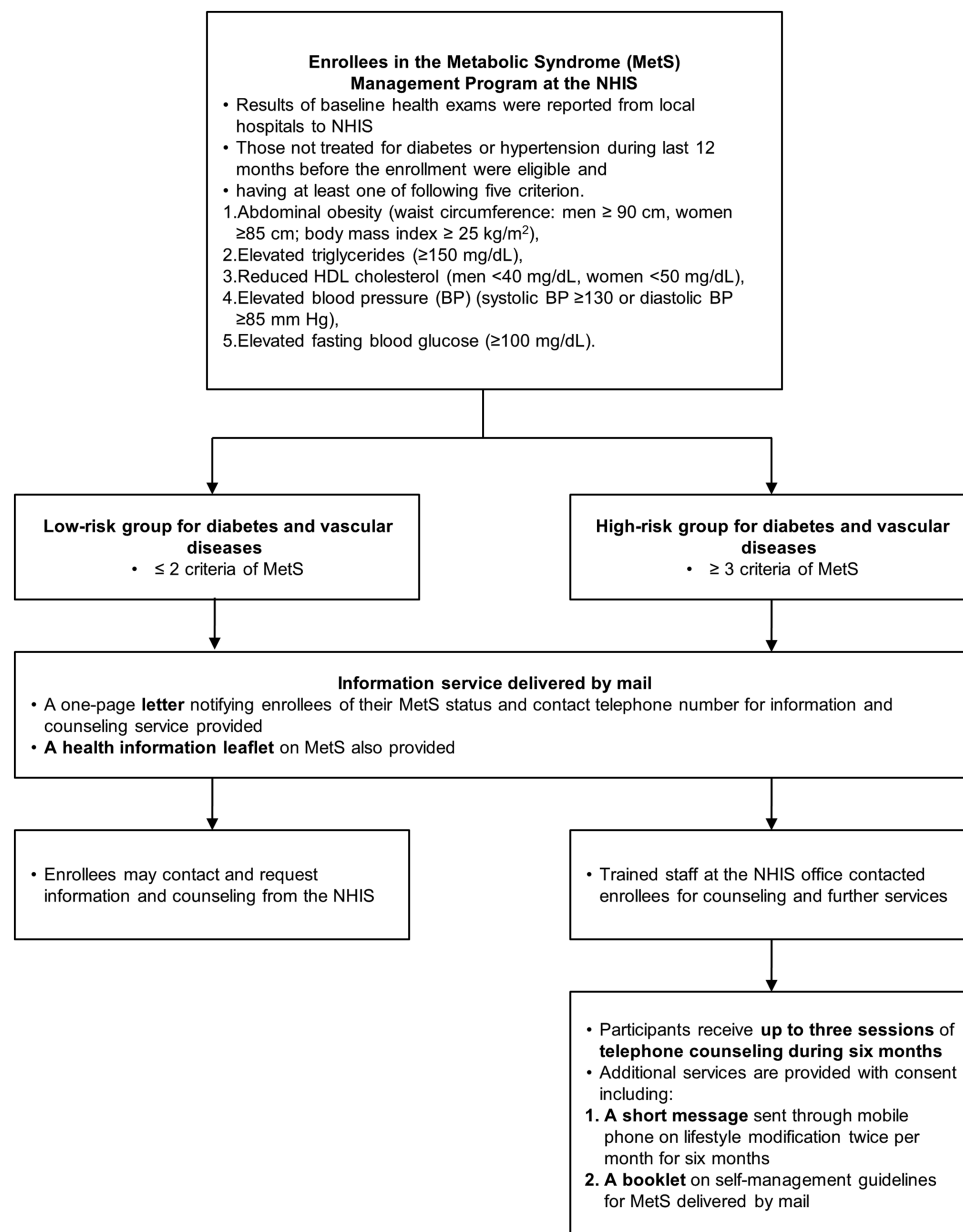 Enrollees in the Metabolic Syndrome (MetS)
Management Program at the NHIS
• Results of baseline health exams were reported from local
hospitals to NHIS
• Those not treated for diabetes or hypertension during last 12
months before the enrollment were eligible and
• having at least one of following five criterion.
1.Abdominal obesity (waist circumference: men ≥ 90 cm, women
≥85 cm; body mass index ≥ 25 kg/m²),
2.Elevated triglycerides (≥150 mg/dL),
3.Reduced HDL cholesterol (men <40 mg/dL, women <50 mg/dL),
4.Elevated blood pressure (BP) (systolic BP ≥130 or diastolic BP
≥85 mm Hg),
5.Elevated fasting blood glucose (≥100 mg/dL).
Low-risk group for diabetes and vascular
diseases
• ≤ 2 criteria of MetS
High-risk group for diabetes and vascular
diseases
• ≥ 3 criteria of MetS
Information service delivered by mail
• A one-page letter notifying enrollees of their MetS status and contact telephone number for information and
counseling service provided
• A health information leaflet on MetS also provided
• Enrollees may contact and request
information and counseling from the NHIS
• Trained staff at the NHIS office contacted
enrollees for counseling and further services
• Participants receive up to three sessions of
telephone counseling during six months
• Additional services are provided with consent
including:
1. A short message sent through mobile
phone on lifestyle modification twice per
month for six months
2. A booklet on self-management guidelines
for MetS delivered by mail